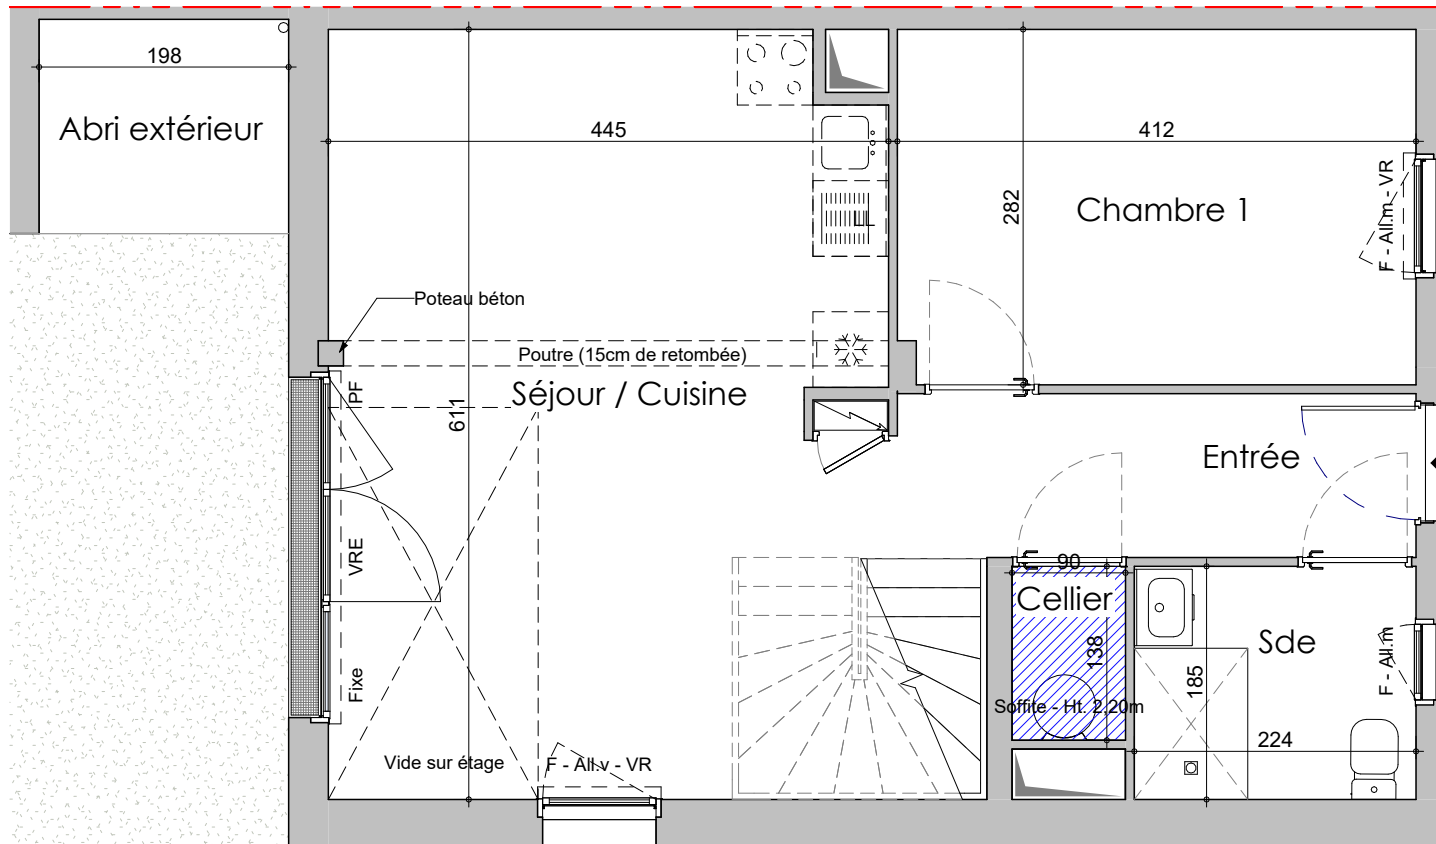 198
Abri extérieur
445
412
282
Chambre 1
F - All.m - VR
LL
Poteau béton
Poutre (15cm de retombée)
Séjour / Cuisine
611
PF
VRE
Fixe
Entrée
90
Cellier
138
Soffite - Ht. 2,20m
Sde
185
F - All.m
224
Vide sur étage
F - All.v - VR